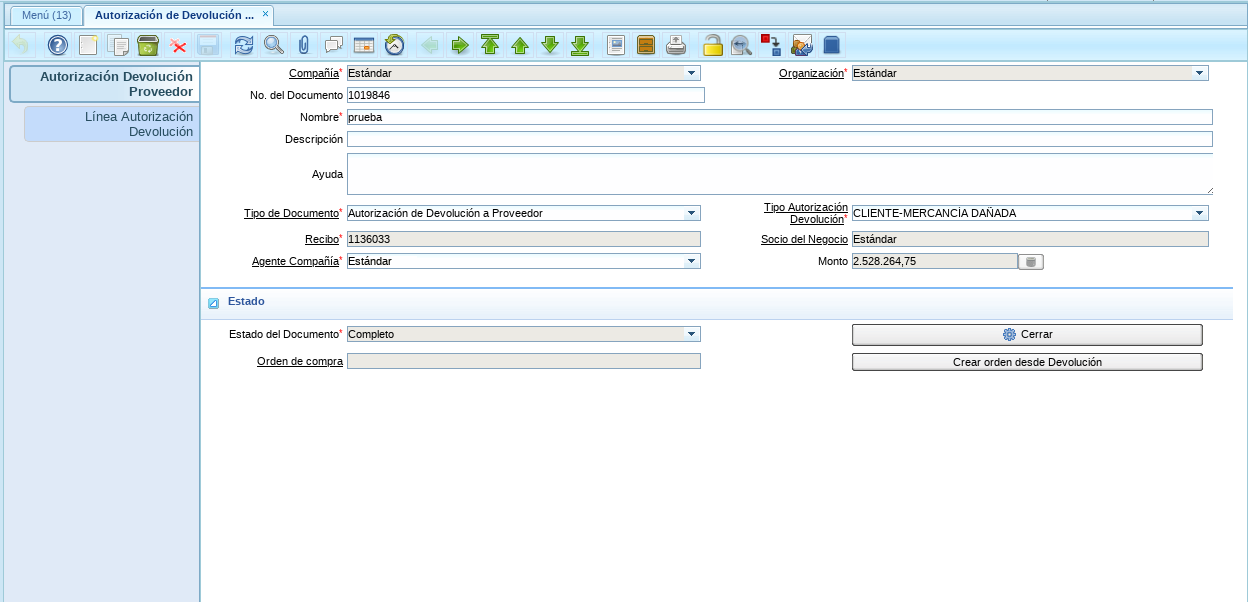 Menú (13)
Autorización de Devolución ... ×
Autorización Devolución
Proveedor
Línea Autorización
Devolución
Compañía* Estándar Organización* Estándar
No. del Documento 1019846
Nombre* prueba
Descripción
Ayuda
Tipo de Documento* Autorización de Devolución a Proveedor Tipo Autorización
Devolución* CLIENTE-MERCANCÍA DAÑADA
Recibo* 1136033 Socio del Negocio Estándar
Agente Compañía* Estándar Monto 2.528.264,75
Estado
Estado del Documento* Completo Cerrar
Orden de compra Crear orden desde Devolución